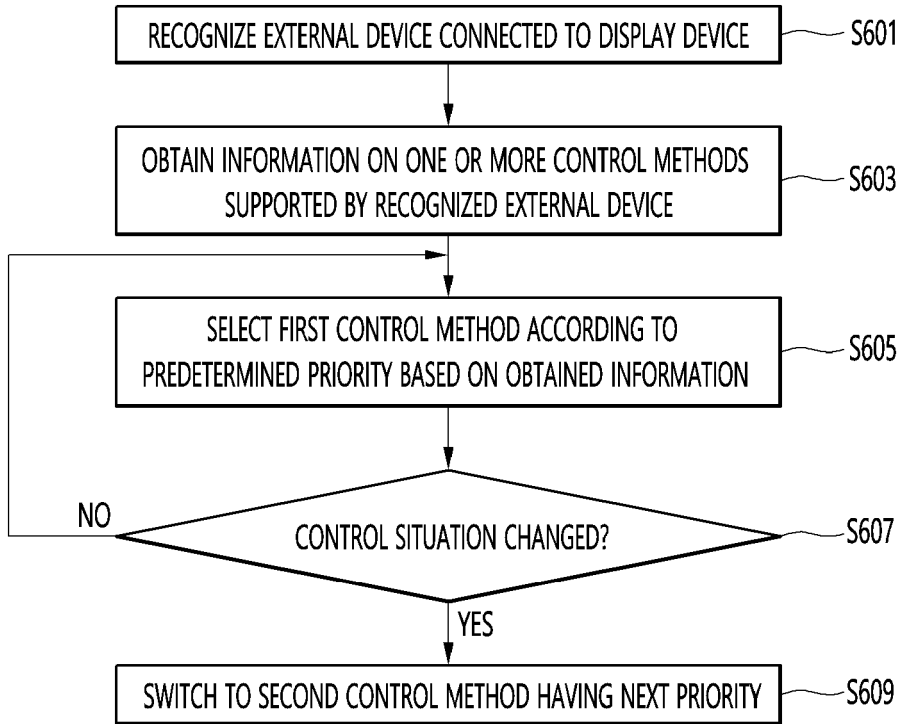 RECOGNIZE EXTERNAL DEVICE CONNECTED TO DISPLAY DEVICE
S601
OBTAIN INFORMATION ON ONE OR MORE CONTROL METHODS
SUPPORTED BY RECOGNIZED EXTERNAL DEVICE
S603
SELECT FIRST CONTROL METHOD ACCORDING TO
PREDETERMINED PRIORITY BASED ON OBTAINED INFORMATION
S605
NO
CONTROL SITUATION CHANGED?
S607
YES
SWITCH TO SECOND CONTROL METHOD HAVING NEXT PRIORITY
S609